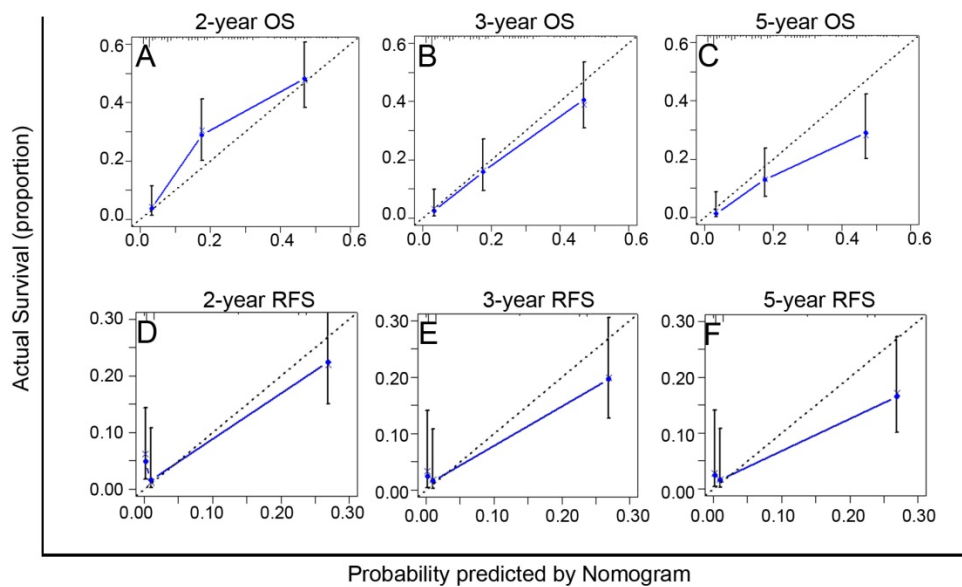 2-year OS 3-year OS 5-year OS
A B C
0.6 0.6 0.6
0.4 0.4 0.4
0.2 0.2 0.2
0.0 0.0 0.0
0.0 0.2 0.4 0.6 0.0 0.2 0.4 0.6 0.0 0.2 0.4 0.6
Actual Survival (proportion)
2-year RFS 3-year RFS 5-year RFS
D E F
0.30 0.30 0.30
0.20 0.20 0.20
0.10 0.10 0.10
0.00 0.00 0.00
0.00 0.10 0.20 0.30 0.00 0.10 0.20 0.30 0.00 0.10 0.20 0.30
Probability predicted by Nomogram